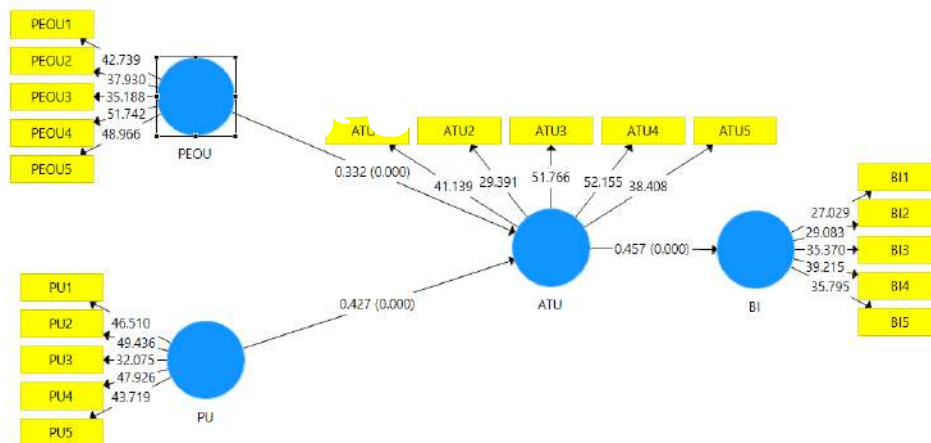 PEOU1
PEOU2
PEOU3
PEOU4
PEOU5
42.739
37.930
35.188
51.742
48.966
PEOU
0.332 (0.000)
ATU
ATU2
ATU3
ATU4
ATU5
41.139
29.391
51.766
52.155
38.408
ATU
0.457 (0.000)
BI
27.029
29.083
35.370
39.215
35.795
BI1
BI2
BI3
BI4
BI5
0.427 (0.000)
PU1
PU2
PU3
PU4
PU5
46.510
49.436
32.075
47.926
43.719
PU